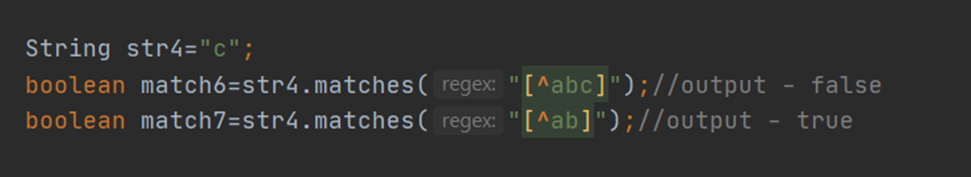 String str4="c";
boolean match6=str4.matches( regex: "[^abc]");//output - false
boolean match7=str4.matches( regex: "[^ab]");//output - true